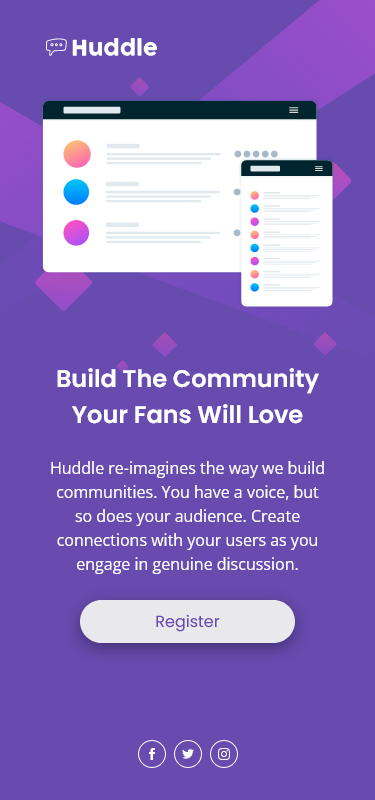 Huddle
Build The Community
Your Fans Will Love
Huddle re-imagines the way we build
communities. You have a voice, but
so does your audience. Create
connections with your users as you
engage in genuine discussion.
Register